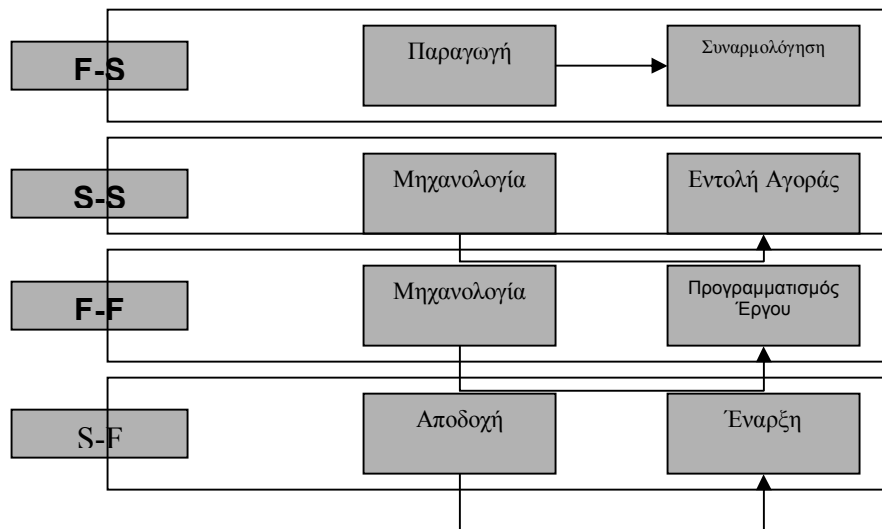 F-S
Παραγωγή
Συναρμολόγηση
S-S
Μηχανολογία
Εντολή Αγοράς
F-F
Μηχανολογία
Προγραμματισμός
Έργου
S-F
Αποδοχή
Έναρξη